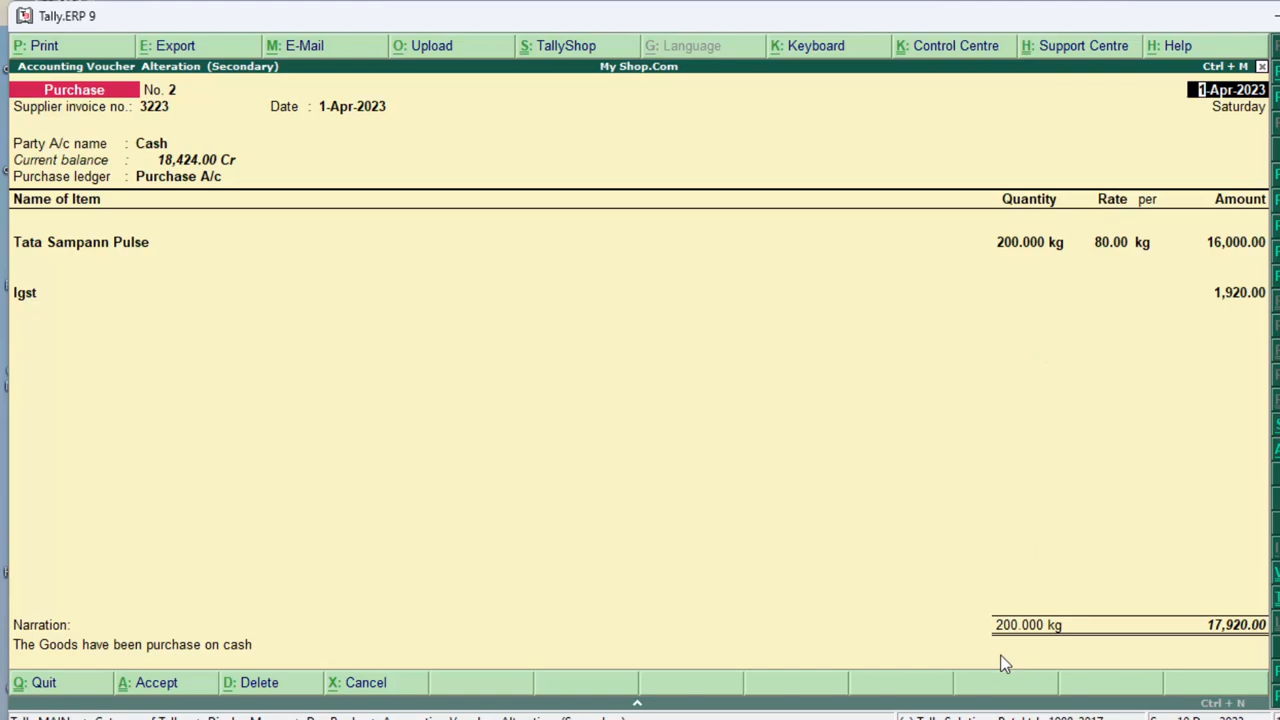 Tally.ERP 9
P: Print E: Export M: E-Mail O: Upload S: TallyShop G: Language K: Keyboard K: Control Centre H: Support Centre H: Help
Accounting Voucher Alteration (Secondary) My Shop.Com Ctrl + M
Purchase No. 2 1-Apr-2023
Supplier invoice no.: 3223 Date : 1-Apr-2023 Saturday
Party A/c name : Cash
Current balance : 18,424.00 Cr
Purchase ledger : Purchase A/c
Name of Item Quantity Rate per Amount
Tata Sampann Pulse 200.000 kg 80.00 kg 16,000.00
Igst 1,920.00
Narration: 200.000 kg 17,920.00
The Goods have been purchase on cash
Q: Quit A: Accept D: Delete X: Cancel
Ctrl + N